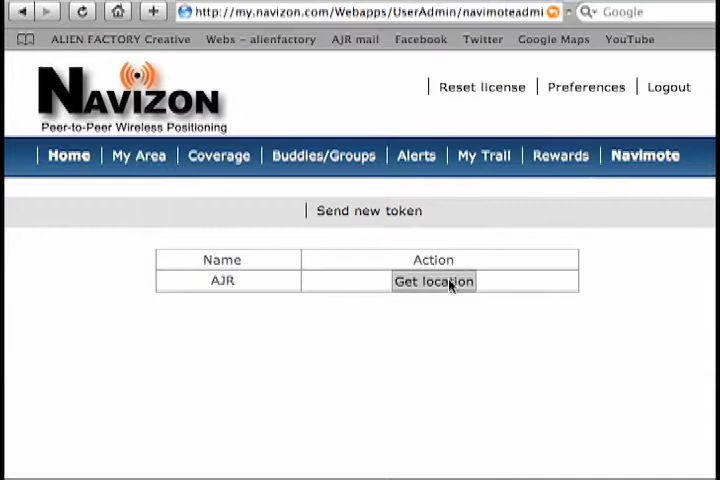 http://my.navizon.com/Webapps/UserAdmin/navimoteadmi
Google
ALIEN FACTORY Creative Webs – alienfactory AJR mail Facebook Twitter Google Maps YouTube
NAVIZON
Peer-to-Peer Wireless Positioning
Reset license Preferences Logout
Home My Area Coverage Buddies/Groups Alerts My Trail Rewards Navimote
Send new token
Name Action
AJR Get location